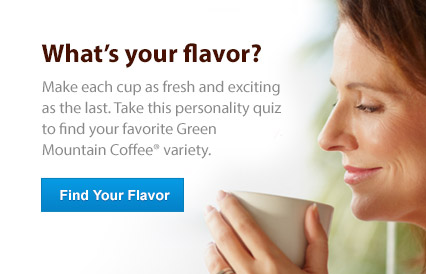 What's your flavor?
Make each cup as fresh and exciting
as the last. Take this personality quiz
to find your favorite Green
Mountain Coffee® variety.
Find Your Flavor